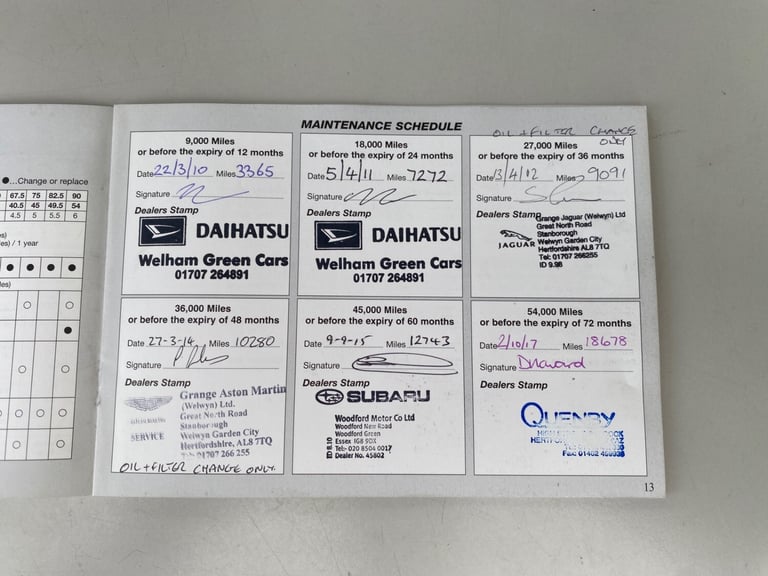 ●...Change or replace
67.5 75 82.5 90
40.5 45 49.5 54
4.5 5 5.5 6
/ 1 year
MAINTENANCE SCHEDULE
9,000 Miles
or before the expiry of 12 months
Date 22/3/10 Miles 3365
Signature
Dealers Stamp
DAIHATSU
Welham Green Cars
01707 264891
18,000 Miles
or before the expiry of 24 months
Date 5/4/11 Miles 7272
Signature
Dealers Stamp
DAIHATSU
Welham Green Cars
01707 264891
OIL + FILTER CHANGE
ONLY
27,000 Miles
or before the expiry of 36 months
Date 13/4/12 Miles 9091
Signature
Dealers Stamp
JAGUAR
Grange Jaguar (Welwyn) Ltd
Great North Road
Stanborough
Welwyn Garden City
Hertfordshire AL8 7TQ
Tel: 01707 266255
ID 9.98
36,000 Miles
or before the expiry of 48 months
Date 27-3-14 Miles 10280
Signature
Dealers Stamp
SERVICE
Grange Aston Martin
(Welwyn) Ltd.
Great North Road
Stanborough
Welwyn Garden City
Hertfordshire, AL8 7TQ
01707 266 255
OIL + FILTER CHANGE ONLY.
45,000 Miles
or before the expiry of 60 months
Date 9-9-15 Miles 12743
Signature
Dealers Stamp
SUBARU
Woodford Motor Co Ltd
Woodford New Road
Woodford Green
Essex IG8 9DX
Tel:- 020 8504 0017
Dealer No. 45802
54,000 Miles
or before the expiry of 72 months
Date 2/10/17 Miles 18678
Signature
Dealers Stamp
QUENBY
13